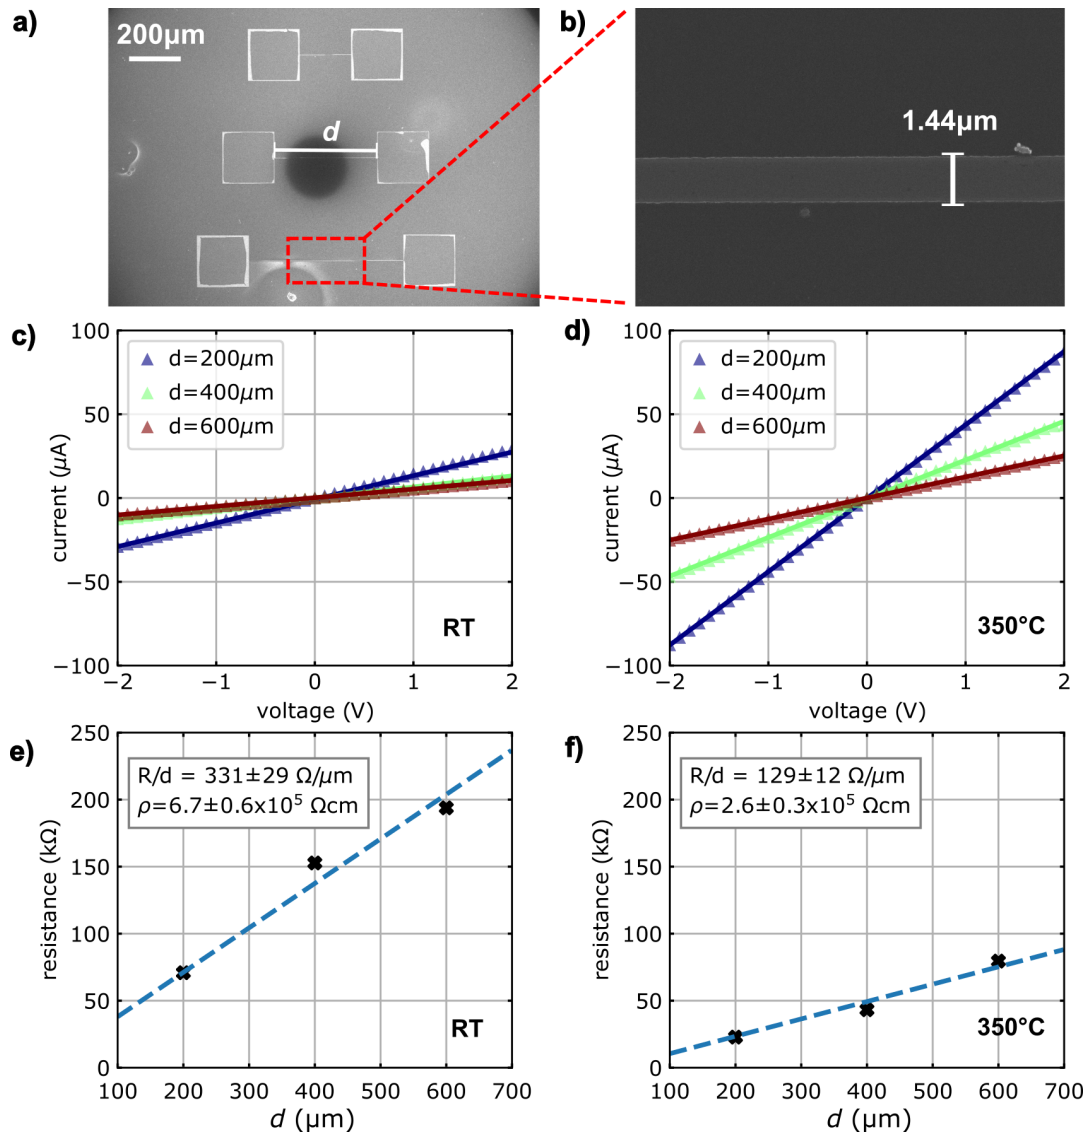 a)
200μm
d
b)
1.44μm
c)
100
50
0
−50
−100
current (μA)
d=200μm
d=400μm
d=600μm
RT
−2
−1
0
1
2
voltage (V)
d)
100
50
0
−50
−100
current (μA)
d=200μm
d=400μm
d=600μm
350°C
−2
−1
0
1
2
voltage (V)
e)
250
200
150
100
50
0
resistance (kΩ)
R/d = 331±29 Ω/μm
ρ=6.7±0.6x10⁵ Ωcm
RT
100 200 300 400 500 600 700
d (μm)
f)
250
200
150
100
50
0
resistance (kΩ)
R/d = 129±12 Ω/μm
ρ=2.6±0.3x10⁵ Ωcm
350°C
100 200 300 400 500 600 700
d (μm)